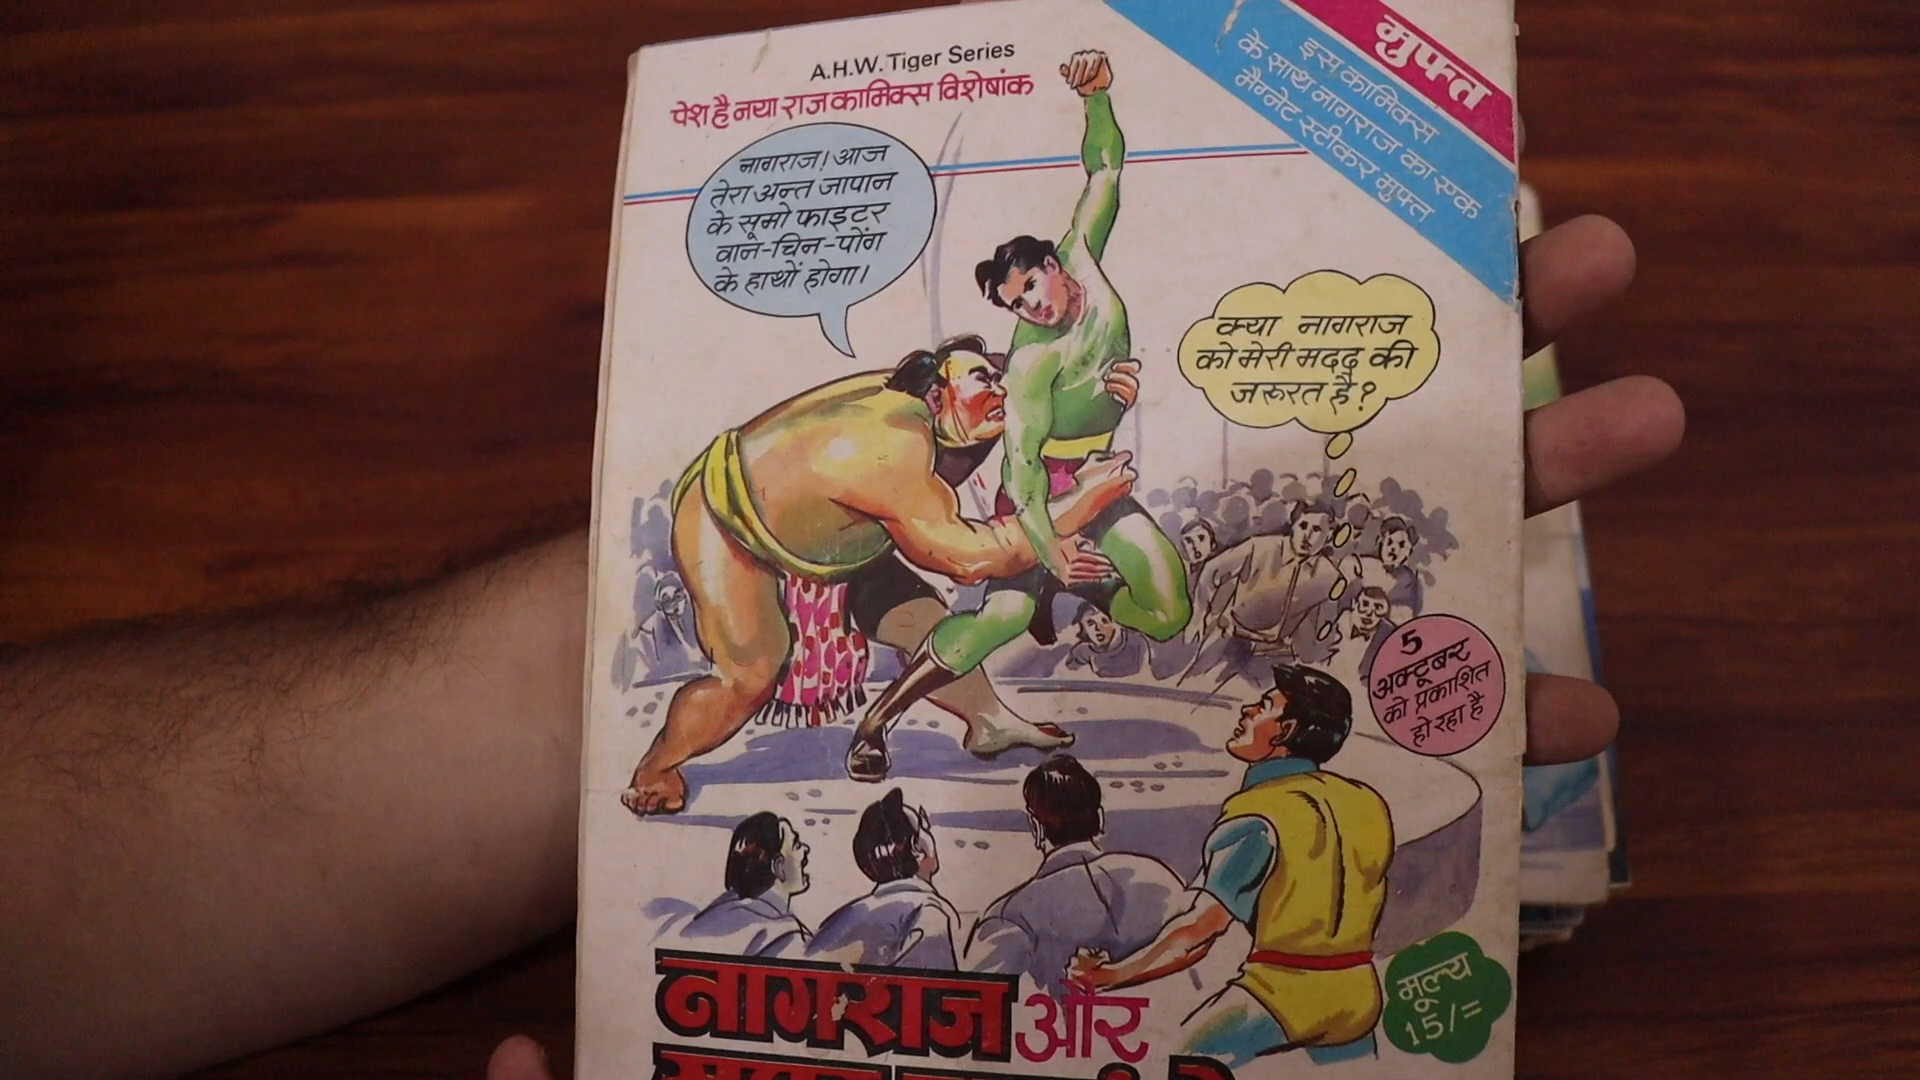 A.H.W. Tiger Series
पेश है नया राज कामिक्स विशेषांक
मुफ्त
इस कामिक्स
के साथ नागराज का एक
मैग्नेट स्टीकर मुफ्त
नागराज! आज
तेरा अन्त जापान
के सूमो फाइटर
वान-चिन-पोंग
के हाथों होगा।
क्या नागराज
को मेरी मदद की
जरूरत है?
5
अक्टूबर
को प्रकाशित
हो रहा है
नागराज और
मूल्य
15/=